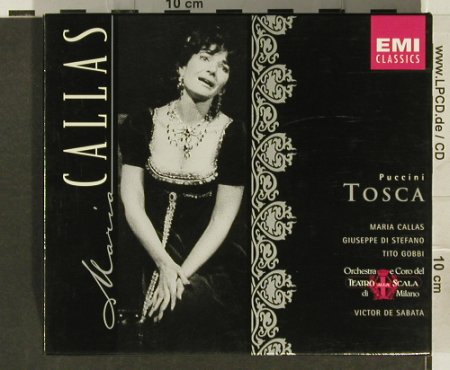 10 cm
Maria CALLAS
EMI
CLASSICS
Puccini
TOSCA
MARIA CALLAS
GIUSEPPE DI STEFANO
TITO GOBBI
Orchestra e Coro del
TEATRO ALLA SCALA
di Milano
VICTOR DE SABATA
www.LPCD.de / CD
10 cm